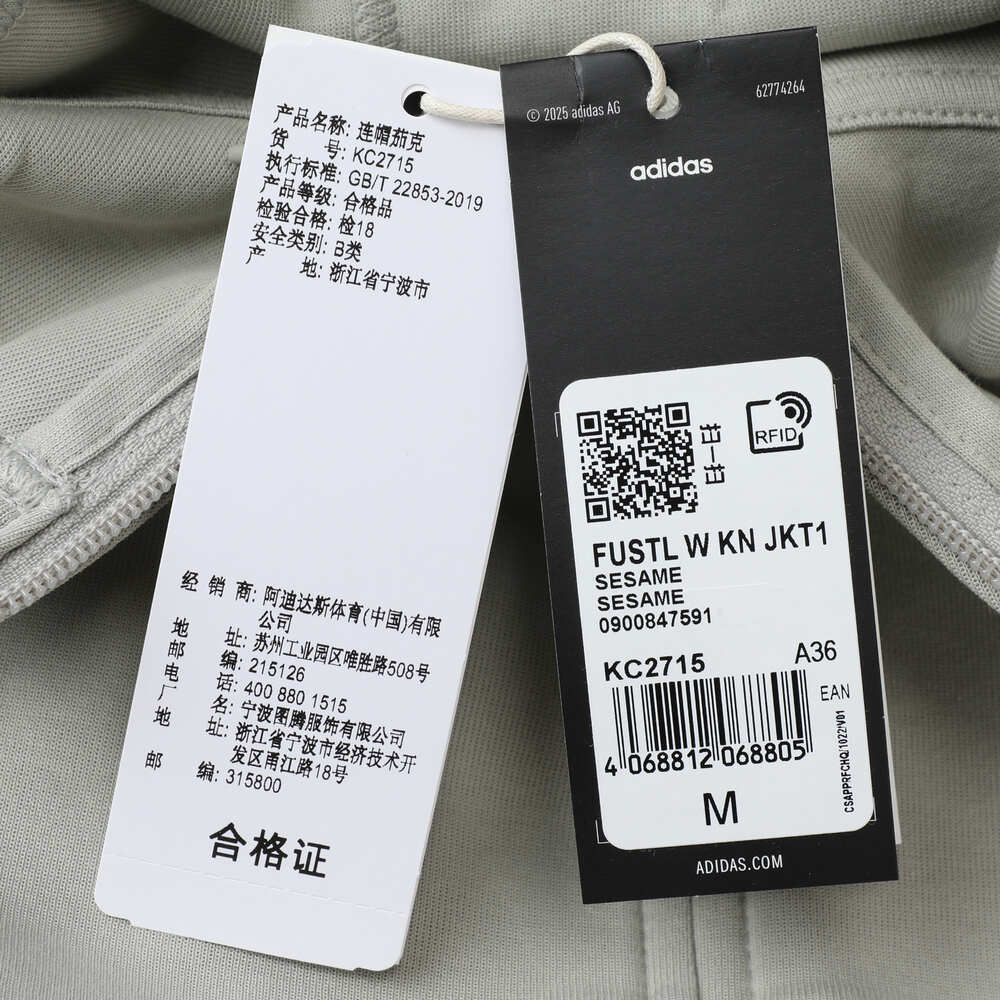 产品名称: 连帽茄克
货 号: KC2715
执行标准: GB/T 22853-2019
产品等级: 合格品
检验合格: 检18
安全类别: B类
产 地: 浙江省宁波市
经 销 商: 阿迪达斯体育(中国)有限
公司
地 址: 苏州工业园区唯胜路508号
邮 编: 215126
电 话: 400 880 1515
厂 名: 宁波图腾服饰有限公司
地 址: 浙江省宁波市经济技术开
发区甬江路18号
邮 编: 315800
合格证
© 2025 adidas AG
62774264
adidas
RFID
FUSTL W KN JKT1
SESAME
SESAME
0900847591
KC2715 A36
EAN
4 068812 068805
CSAPPRFCHQ/1022/V01
M
ADIDAS.COM